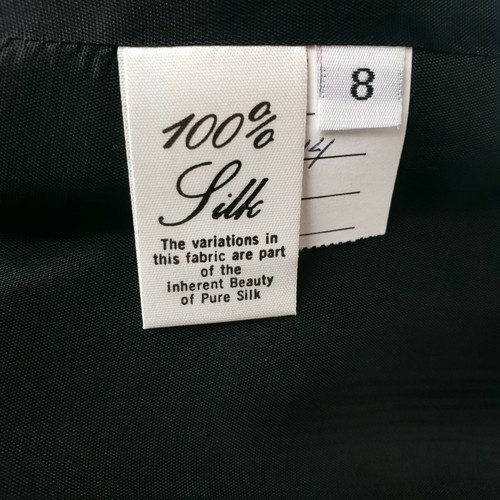 100%
Silk
The variations in
this fabric are part
of the
inherent Beauty
of Pure Silk
8